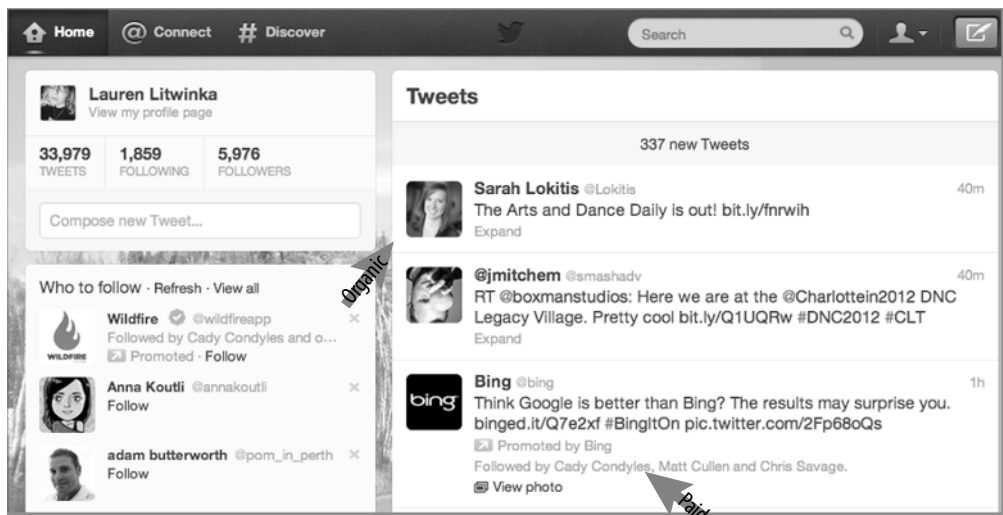 Home @ Connect # Discover Search
Lauren Litwinka
View my profile page
33,979 1,859 5,976
TWEETS FOLLOWING FOLLOWERS
Compose new Tweet...
Who to follow · Refresh · View all
Wildfire @wildfireapp
Followed by Cady Condyles and o...
Promoted · Follow
WILDFIRE
Anna Koutli @annakoutli
Follow
adam butterworth @pom_in_perth
Follow
Tweets
337 new Tweets
Sarah Lokitis @Lokitis 40m
The Arts and Dance Daily is out! bit.ly/fnrwih
Expand
Organic
@jmitchem @smashadv 40m
RT @boxmanstudios: Here we are at the @Charlottein2012 DNC
Legacy Village. Pretty cool bit.ly/Q1UQRw #DNC2012 #CLT
Expand
bing
Bing @bing 1h
Think Google is better than Bing? The results may surprise you.
binged.it/Q7e2xf #BingItOn pic.twitter.com/2Fp68oQs
Promoted by Bing
Followed by Cady Condyles, Matt Cullen and Chris Savage.
View photo
Paid